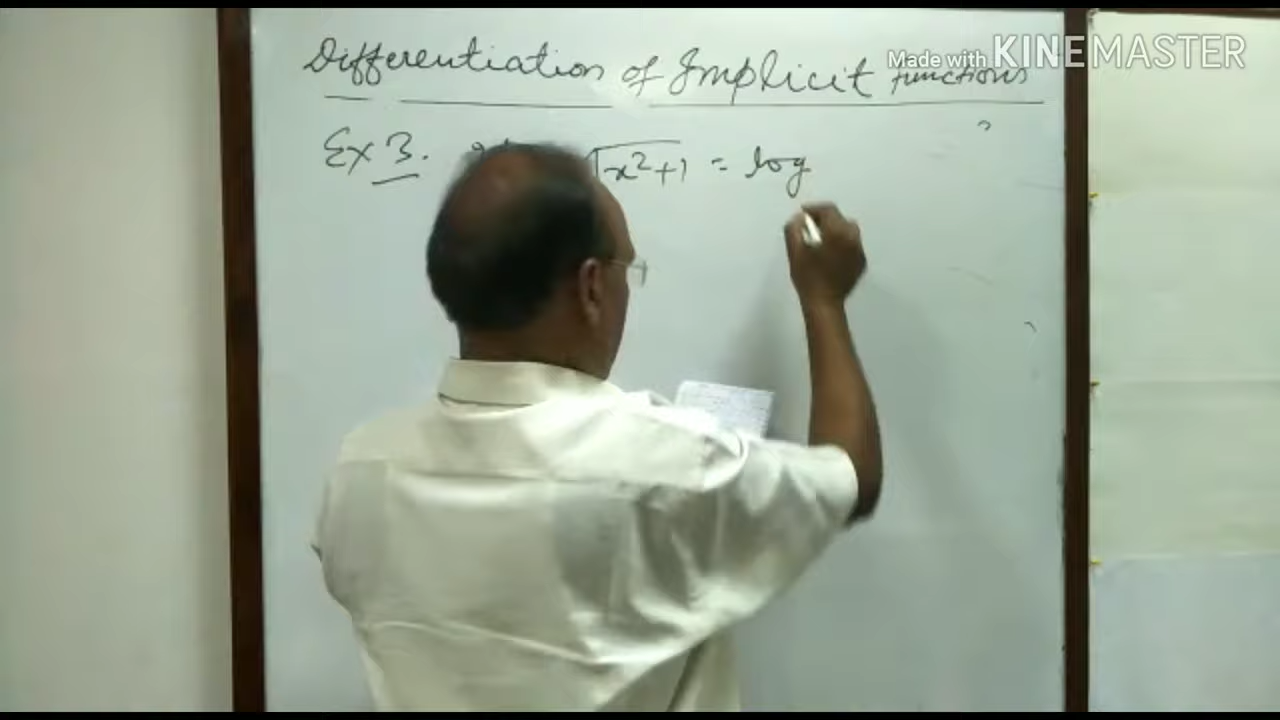 Differentiation of Implicit functions
Made with KINEMASTER
Ex 3. √x²+1 = log